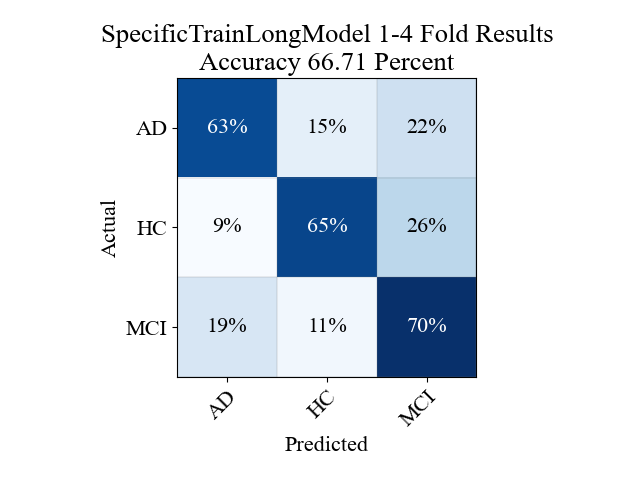 SpecificTrainLongModel 1-4 Fold Results
Accuracy 66.71 Percent
AD 63% 15% 22%
HC 9% 65% 26%
MCI 19% 11% 70%
Actual
AD HC MCI
Predicted